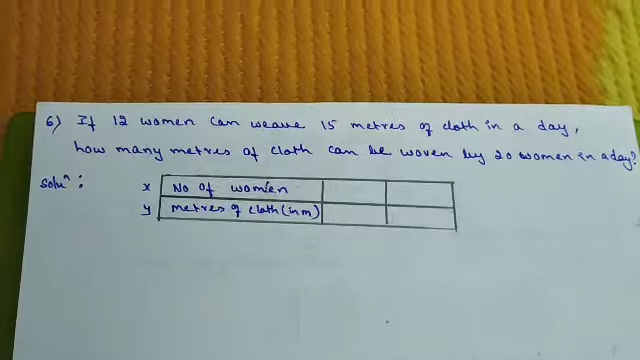 6) If 12 women can weave 15 metres of cloth in a day,
how many metres of cloth can be woven by 20 women in a day?
Soluⁿ :
x No of women
y metres of cloth (in m)